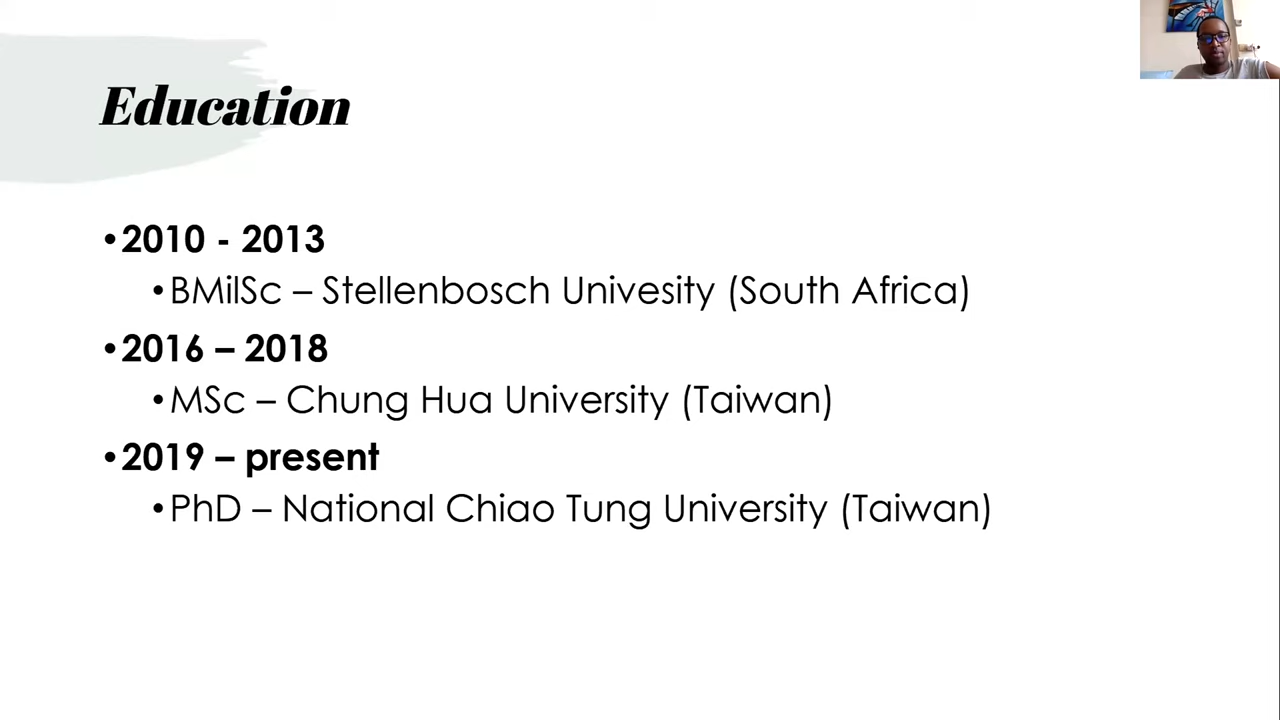 Education
•2010 - 2013
•BMilSc – Stellenbosch Univesity (South Africa)
•2016 – 2018
•MSc – Chung Hua University (Taiwan)
•2019 – present
•PhD – National Chiao Tung University (Taiwan)